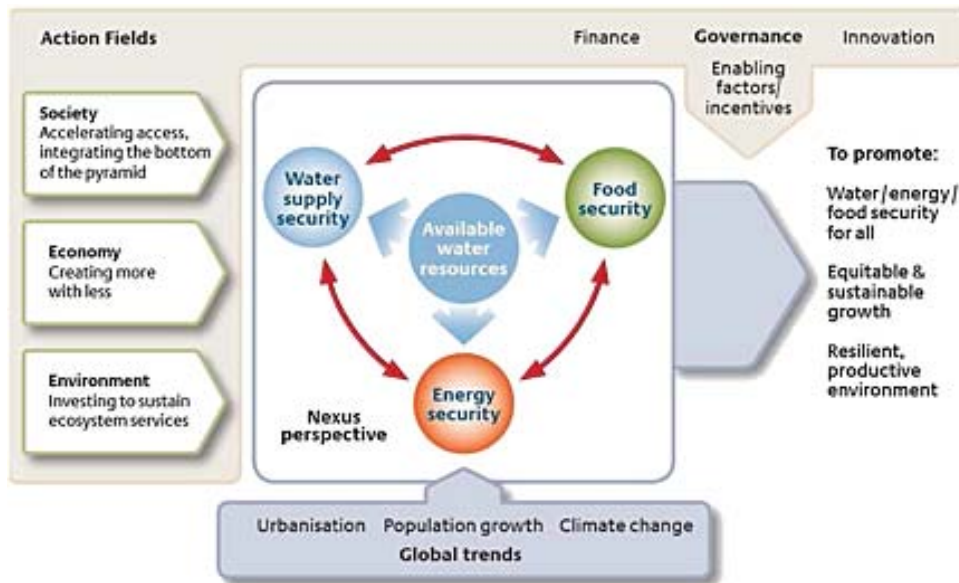 Action Fields
Finance
Governance
Innovation
Enabling
factors/
incentives
Society
Accelerating access,
integrating the bottom
of the pyramid
Economy
Creating more
with less
Environment
Investing to sustain
ecosystem services
Water
supply
security
Food
security
Available
water
resources
Energy
security
Nexus
perspective
To promote:
Water/energy/
food security
for all
Equitable &
sustainable
growth
Resilient,
productive
environment
Urbanisation
Population growth
Climate change
Global trends